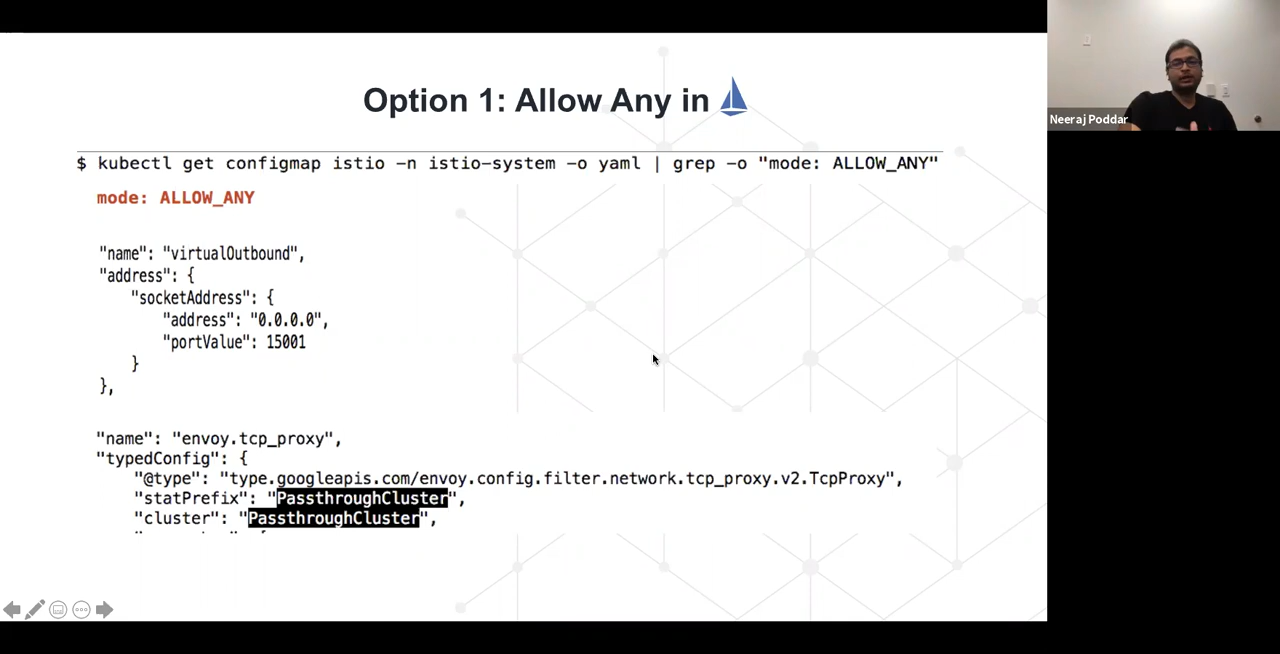 Option 1: Allow Any in
$ kubectl get configmap istio -n istio-system -o yaml | grep -o "mode: ALLOW_ANY"
mode: ALLOW_ANY
"name": "virtualOutbound",
"address": {
"socketAddress": {
"address": "0.0.0.0",
"portValue": 15001
}
},
"name": "envoy.tcp_proxy",
"typedConfig": {
"@type": "type.googleapis.com/envoy.config.filter.network.tcp_proxy.v2.TcpProxy",
"statPrefix": "PassthroughCluster",
"cluster": "PassthroughCluster",
Neeraj Poddar